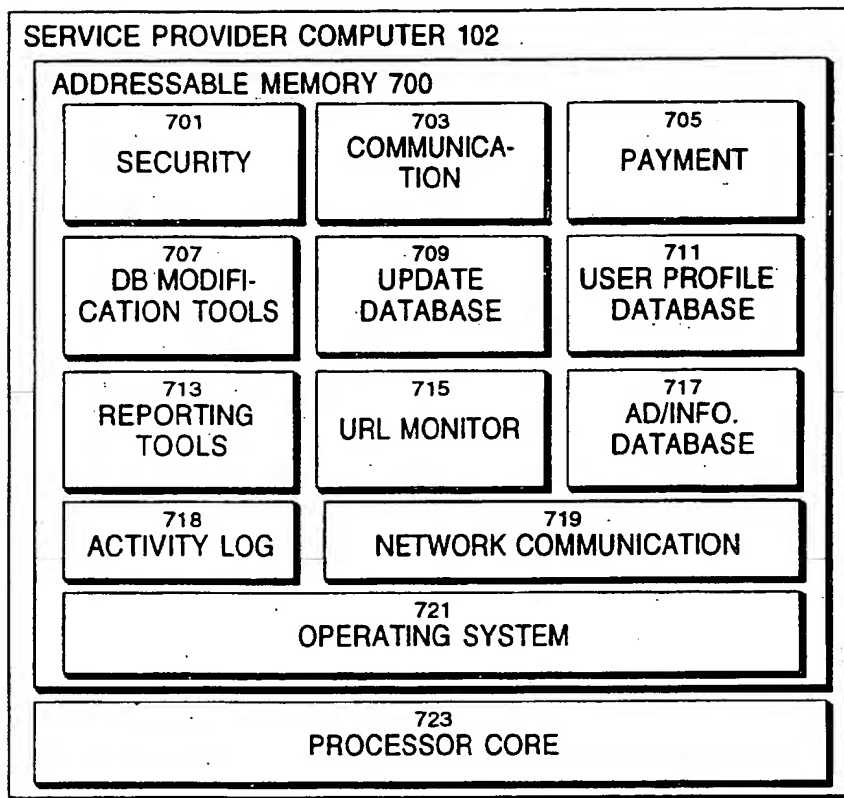 SERVICE PROVIDER COMPUTER 102
ADDRESSABLE MEMORY 700
701
SECURITY
703
COMMUNICA-
TION
705
PAYMENT
707
DB MODIFI-
CATION TOOLS
709
UPDATE
DATABASE
711
USER PROFILE
DATABASE
713
REPORTING
TOOLS
715
URL MONITOR
717
AD/INFO.
DATABASE
718
ACTIVITY LOG
719
NETWORK COMMUNICATION
721
OPERATING SYSTEM
723
PROCESSOR CORE